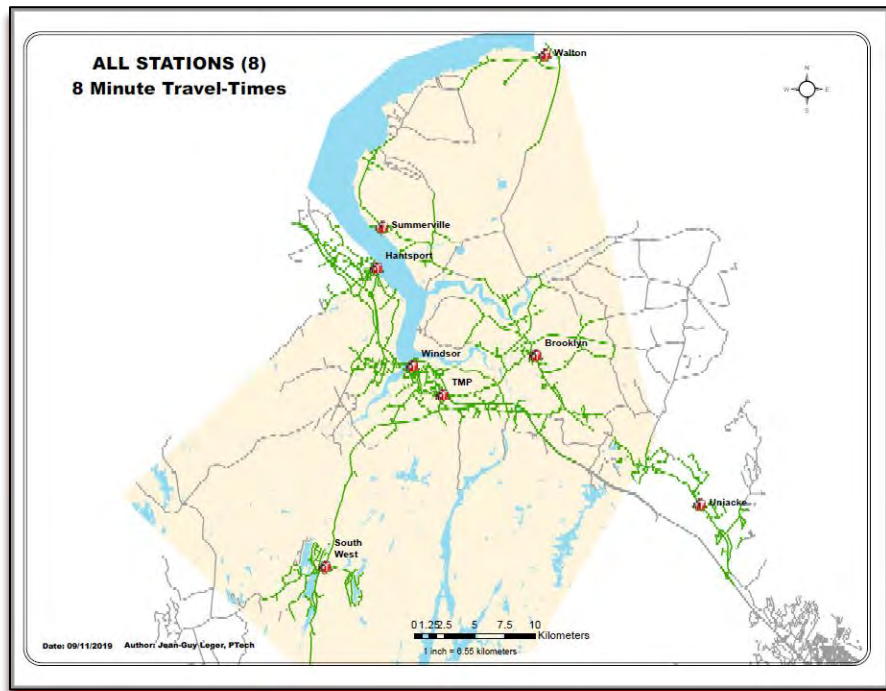 ALL STATIONS (8)
8 Minute Travel-Times
Walton
N
W E
S
Summerville
Hantsport
Windsor
Brooklyn
TMP
Uniacke
South
West
0 1.25 2.5 5 7.5 10
Kilometers
1 inch = 6.55 kilometers
Date: 09/11/2019 Author: Jean-Guy Leger, PTech